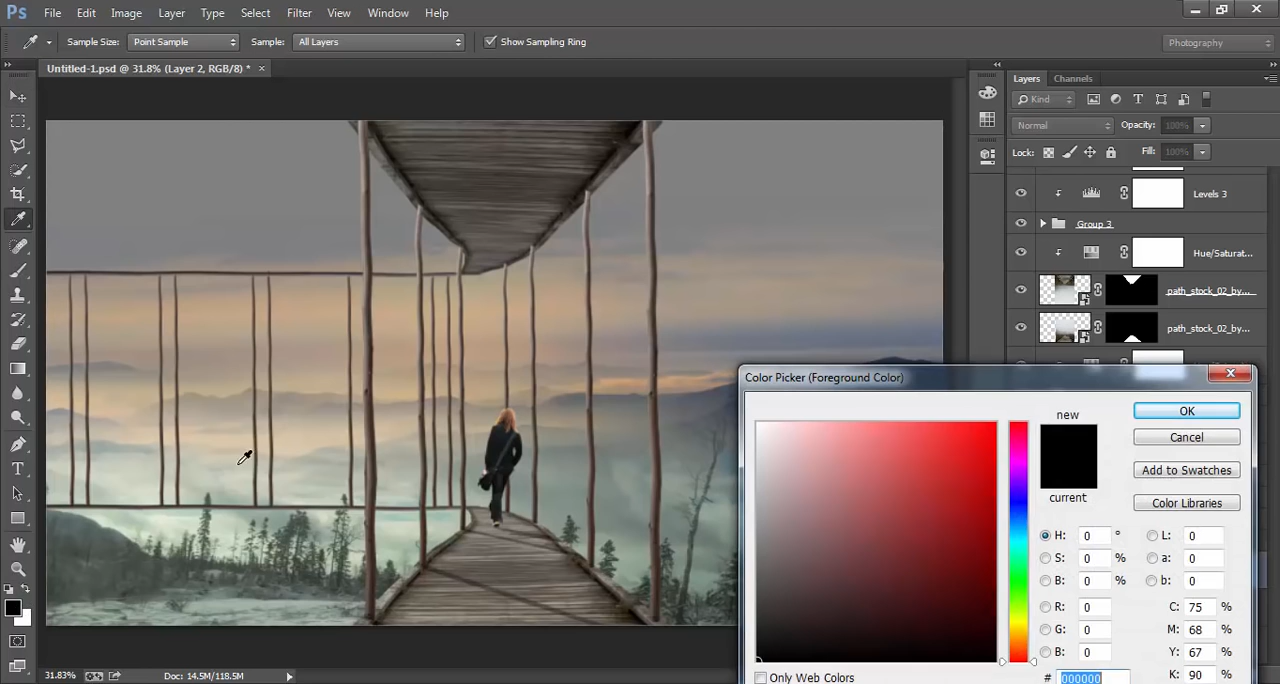 Ps File Edit Image Layer Type Select Filter View Window Help
Sample Size: Point Sample Sample: All Layers Show Sampling Ring Photography
Untitled-1.psd @ 31.8% (Layer 2, RGB/8) * ×
Layers Channels
Kind
Normal Opacity: 100%
Lock: Fill: 100%
Levels 3
Group 3
Hue/Saturat...
path_stock_02_by...
path_stock_02_by...
Color Picker (Foreground Color)
new
current
OK
Cancel
Add to Swatches
Color Libraries
H: 0 ° L: 0
S: 0 % a: 0
B: 0 % b: 0
R: 0 C: 75 %
G: 0 M: 68 %
B: 0 Y: 67 %
# 000000 K: 90 %
Only Web Colors
31.83% Doc: 14.5M/118.5M